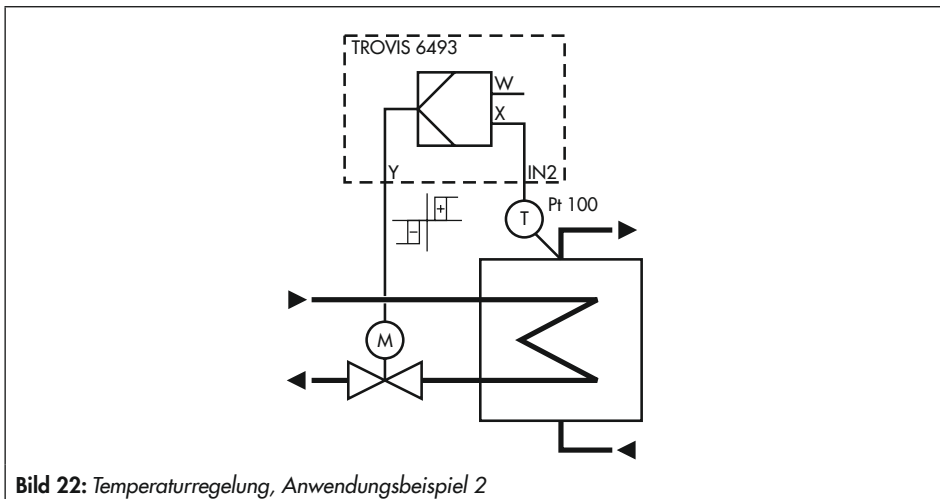 TROVIS 6493
W
X
Y
IN2
Pt 100
T
+
−
M
Bild 22: Temperaturregelung, Anwendungsbeispiel 2